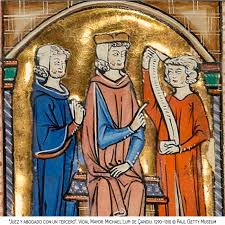 "JUEZ Y ABOGADO CON UN TERCERO". VIDAL MAYOR. MICHAEL LUPI DE ÇANDIU. 1290-1310 © PAUL GETTY MUSEUM